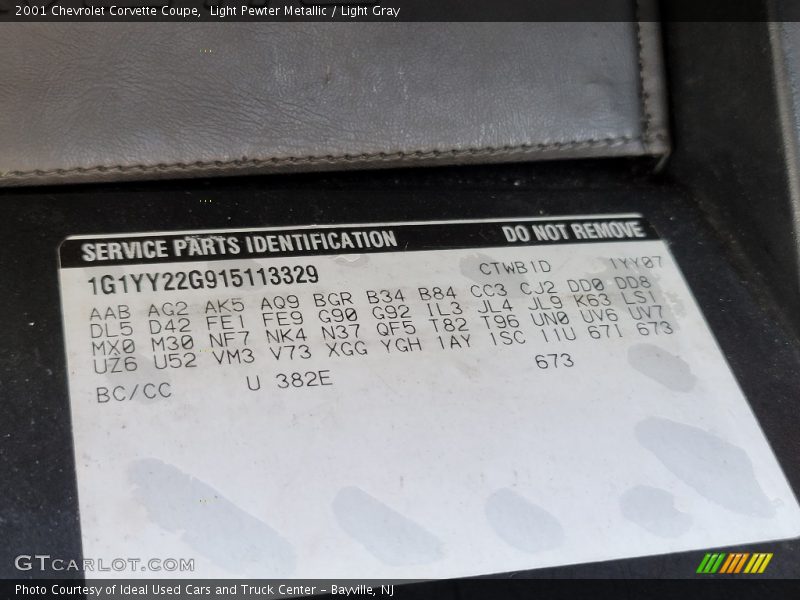 2001 Chevrolet Corvette Coupe,  Light Pewter Metallic / Light Gray
SERVICE PARTS IDENTIFICATION DO NOT REMOVE
1G1YY22G915113329 CTWBID 1YY07
AAB AG2 AK5 AQ9 BGR B34 B84 CC3 CJ2 DD0 DD8
DL5 D42 FE1 FE9 G90 G92 IL3 JL4 JL9 K63 LS1
MX0 M30 NF7 NK4 N37 QF5 T82 T96 UN0 UV6 UV7
UZ6 U52 VM3 V73 XGG YGH 1AY 1SC 11U 671 673
BC/CC U 382E 673
GTCARLOT.COM
Photo Courtesy of Ideal Used Cars and Truck Center – Bayville, NJ